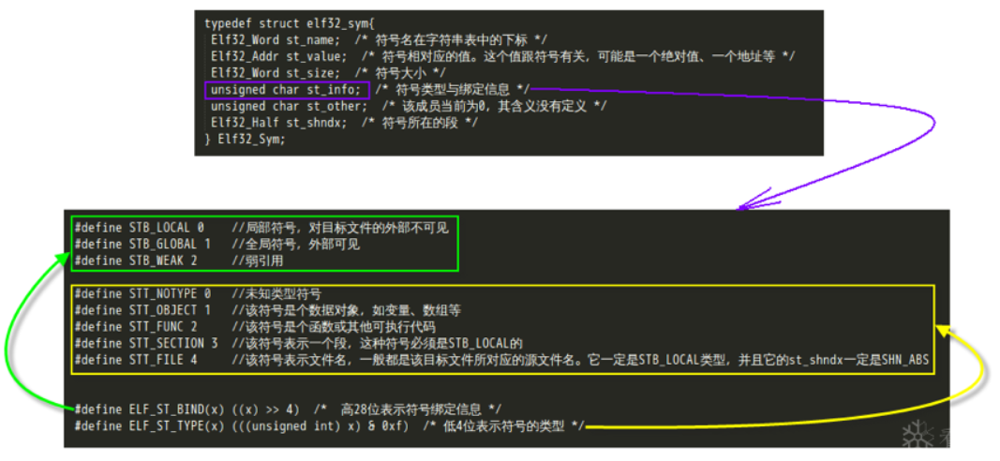 typedef struct elf32_sym{
Elf32_Word st_name; /* 符号名在字符串表中的下标 */
Elf32_Addr st_value; /* 符号相对应的值。这个值跟符号有关，可能是一个绝对值、一个地址等 */
Elf32_Word st_size; /* 符号大小 */
unsigned char st_info; /* 符号类型与绑定信息 */
unsigned char st_other; /* 该成员当前为0，其含义没有定义 */
Elf32_Half st_shndx; /* 符号所在的段 */
} Elf32_Sym;
#define STB_LOCAL 0 //局部符号，对目标文件的外部不可见
#define STB_GLOBAL 1 //全局符号，外部可见
#define STB_WEAK 2 //弱引用
#define STT_NOTYPE 0 //未知类型符号
#define STT_OBJECT 1 //该符号是个数据对象，如变量、数组等
#define STT_FUNC 2 //该符号是个函数或其他可执行代码
#define STT_SECTION 3 //该符号表示一个段，这种符号必须是STB_LOCAL的
#define STT_FILE 4 //该符号表示文件名，一般都是该目标文件所对应的源文件名。它一定是STB_LOCAL类型，并且它的st_shndx一定是SHN_ABS
#define ELF_ST_BIND(x) ((x) >> 4) /* 高28位表示符号绑定信息 */
#define ELF_ST_TYPE(x) (((unsigned int) x) & 0xf) /* 低4位表示符号的类型 */